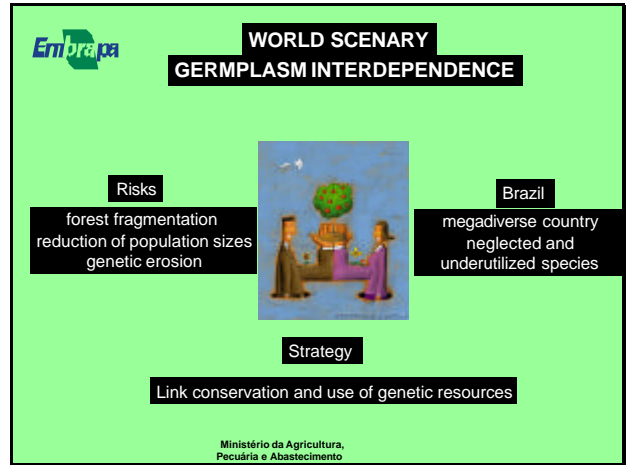 Embrapa
WORLD SCENARY
GERMPLASM INTERDEPENDENCE
Risks
forest fragmentation
reduction of population sizes
genetic erosion
Brazil
megadiverse country
neglected and
underutilized species
Strategy
Link conservation and use of genetic resources
Ministério da Agricultura,
Pecuária e Abastecimento